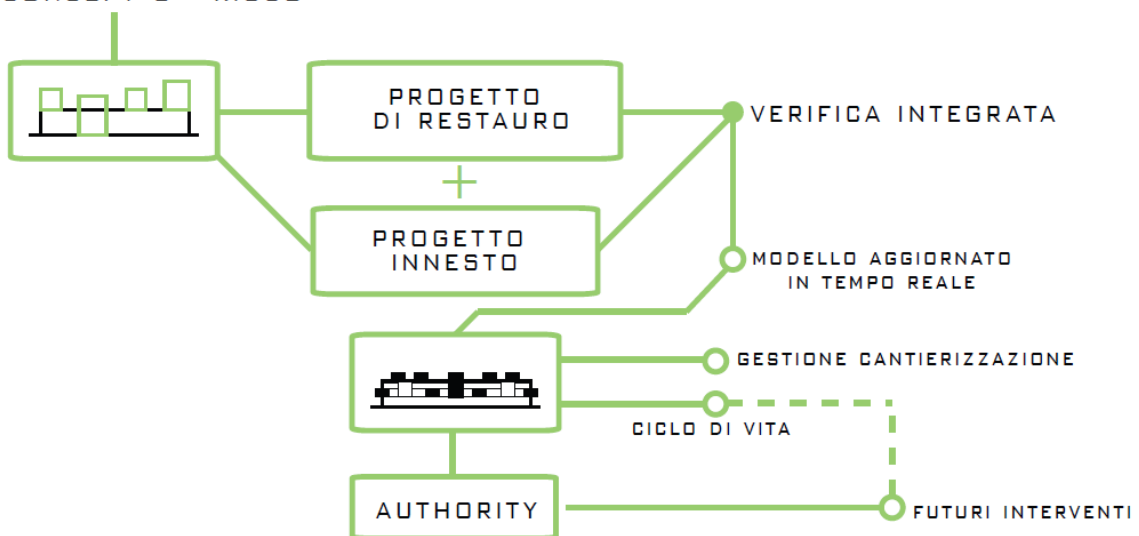 PROGETTO
DI RESTAURO
VERIFICA INTEGRATA
+
PROGETTO
INNESTO
MODELLO AGGIORNATO
IN TEMPO REALE
GESTIONE CANTIERIZZAZIONE
CICLO DI VITA
AUTHORITY
FUTURI INTERVENTI